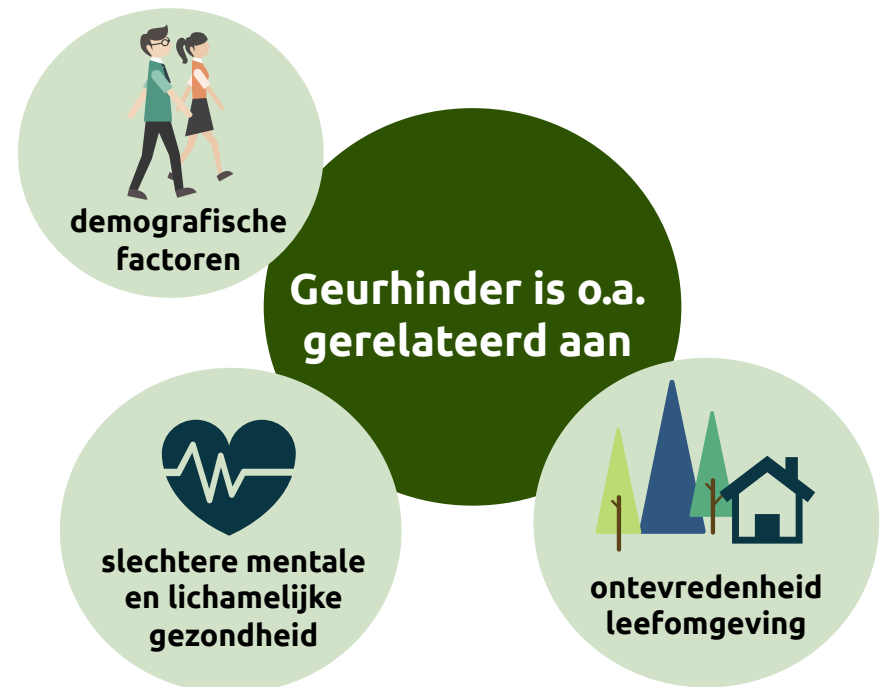 demografische
factoren
Geurhinder is o.a.
gerelateerd aan
slechtere mentale
en lichamelijke
gezondheid
ontevredenheid
leefomgeving